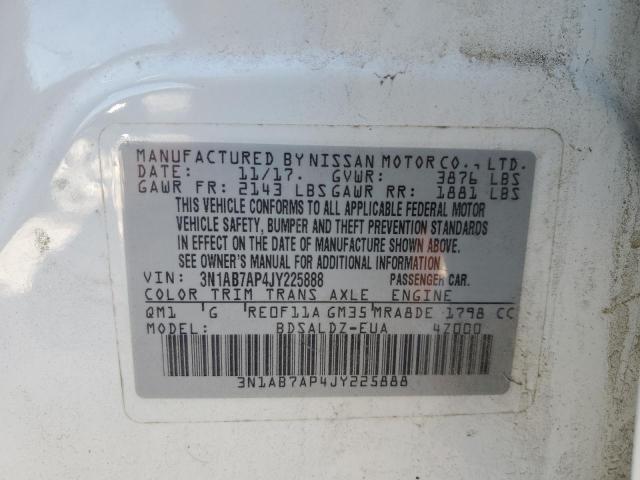 MANUFACTURED BY NISSAN MOTOR CO., LTD.
DATE: 11/17. GVWR: 3876 LBS
GAWR FR: 2143 LBS GAWR RR: 1881 LBS
THIS VEHICLE CONFORMS TO ALL APPLICABLE FEDERAL MOTOR
VEHICLE SAFETY, BUMPER AND THEFT PREVENTION STANDARDS
IN EFFECT ON THE DATE OF MANUFACTURE SHOWN ABOVE.
SEE OWNER'S MANUAL FOR ADDITIONAL INFORMATION.
VIN: 3N1AB7AP4JY225888 PASSENGER CAR.
COLOR TRIM TRANS AXLE ENGINE
QM1 G RE0F11A GM35 MRA8DE 1798 CC
MODEL: BDSALDZ-EUA 4Z000
3N1AB7AP4JY225888